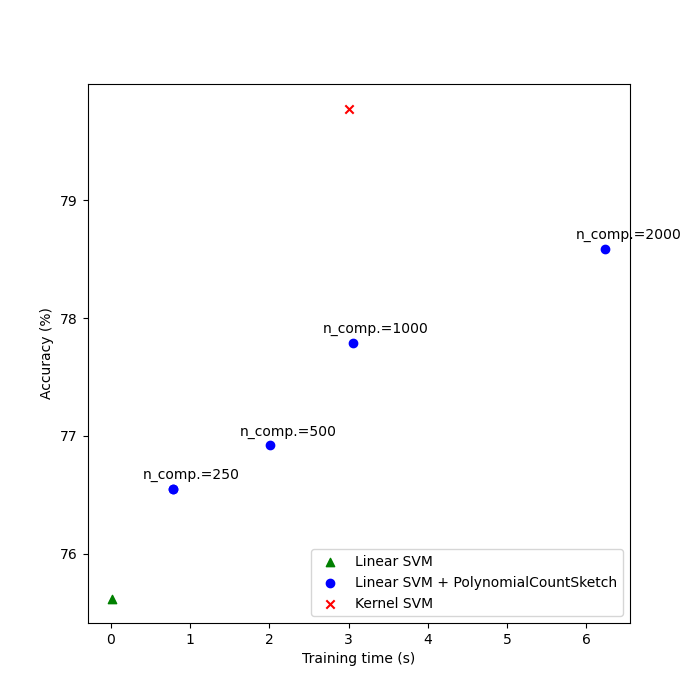 79
78
77
76
Accuracy (%)
n_comp.=2000
n_comp.=1000
n_comp.=500
n_comp.=250
Linear SVM
Linear SVM + PolynomialCountSketch
Kernel SVM
0 1 2 3 4 5 6
Training time (s)